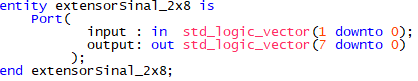 entity extensorSinal_2x8 is
Port(
input : in std_logic_vector(1 downto 0);
output: out std_logic_vector(7 downto 0)
);
end extensorSinal_2x8;